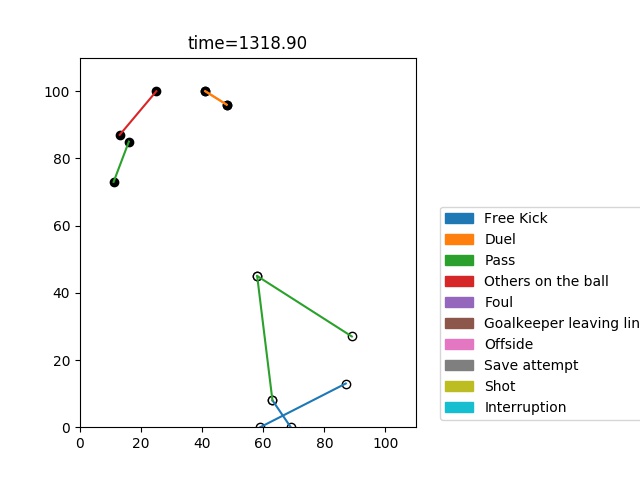 time=1318.90
100
80
60
40
20
0
0 20 40 60 80 100
Free Kick
Duel
Pass
Others on the ball
Foul
Goalkeeper leaving lin
Offside
Save attempt
Shot
Interruption